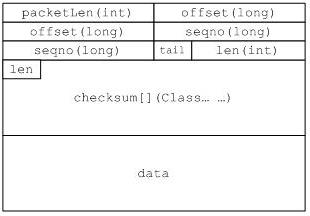 packetLen(int) offset(long)
offset(long) seqno(long)
seqno(long) tail len(int)
len
checksum[](Class… …)
data